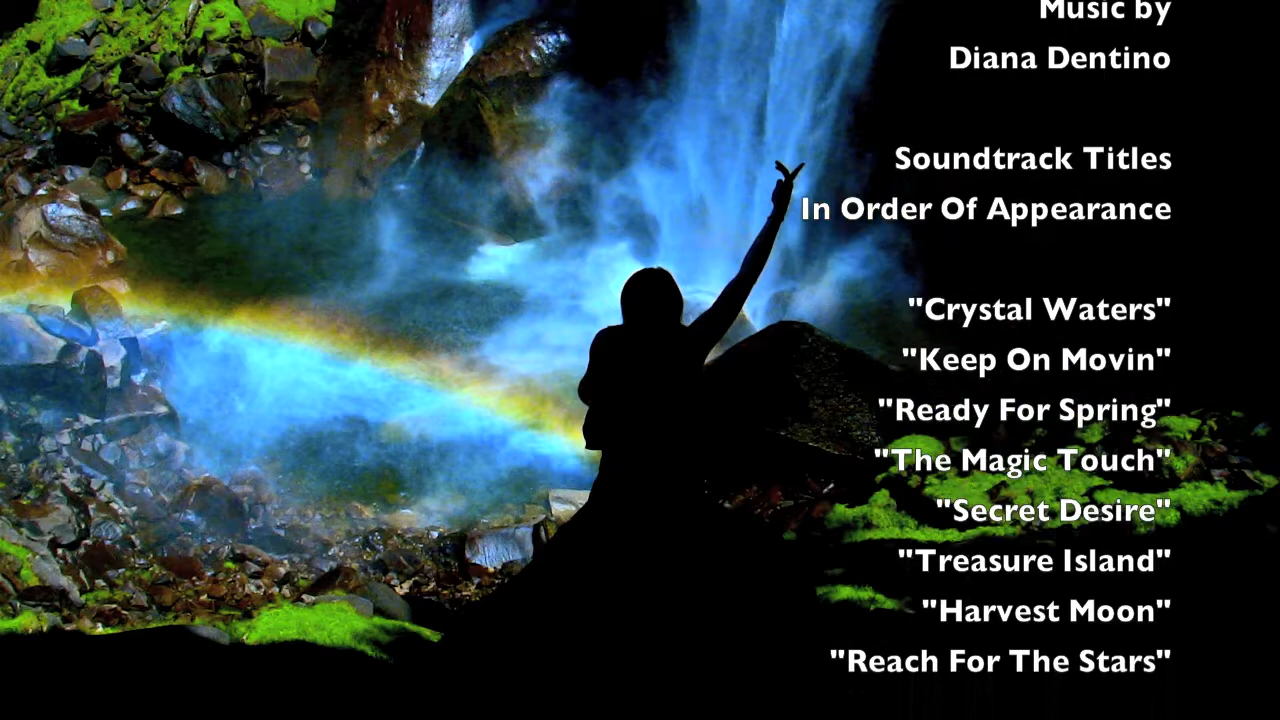 Music by
Diana Dentino
Soundtrack Titles
In Order Of Appearance
"Crystal Waters"
"Keep On Movin"
"Ready For Spring"
"The Magic Touch"
"Secret Desire"
"Treasure Island"
"Harvest Moon"
"Reach For The Stars"